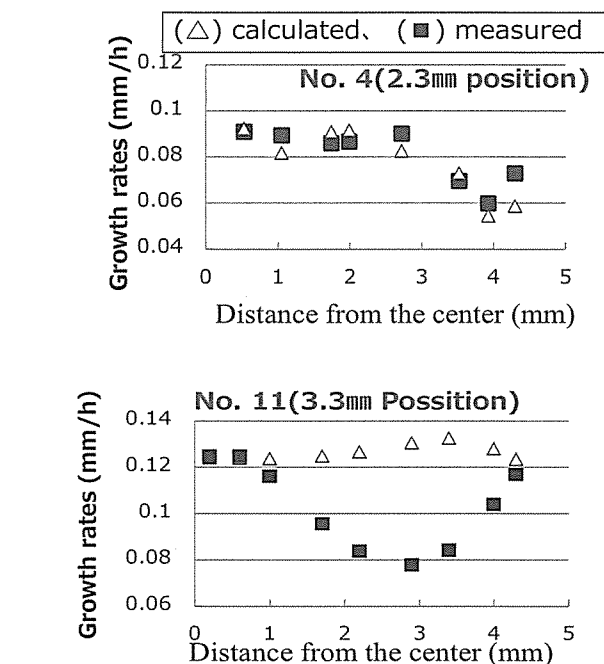 (△) calculated、 (■) measured
No. 4(2.3㎜ position)
Growth rates (mm/h)
0.12
0.1
0.08
0.06
0.04
0 1 2 3 4 5
Distance from the center (mm)
No. 11(3.3㎜ Possition)
Growth rates (mm/h)
0.14
0.12
0.1
0.08
0.06
0 1 2 3 4 5
Distance from the center (mm)